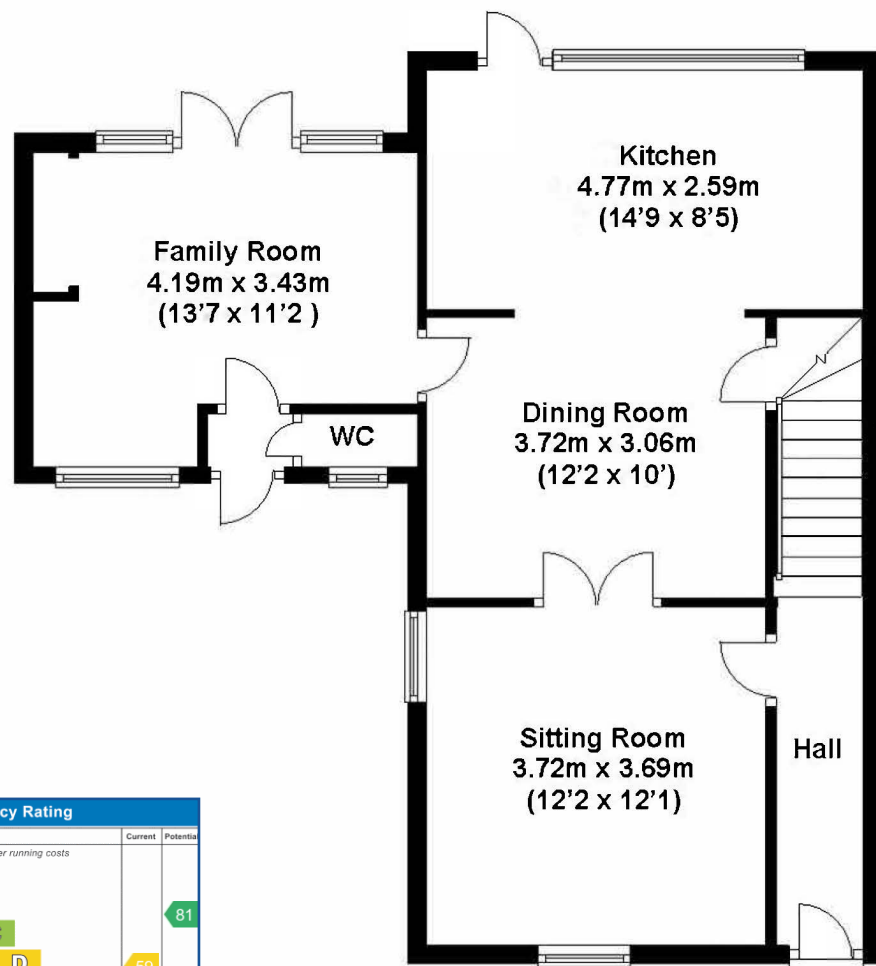 Kitchen
4.77m x 2.59m
(14'9 x 8'5)
Family Room
4.19m x 3.43m
(13'7 x 11'2 )
WC
Dining Room
3.72m x 3.06m
(12'2 x 10')
N
Sitting Room
3.72m x 3.69m
(12'2 x 12'1)
Hall
cy Rating
Current Potentia
er running costs
81
D
59